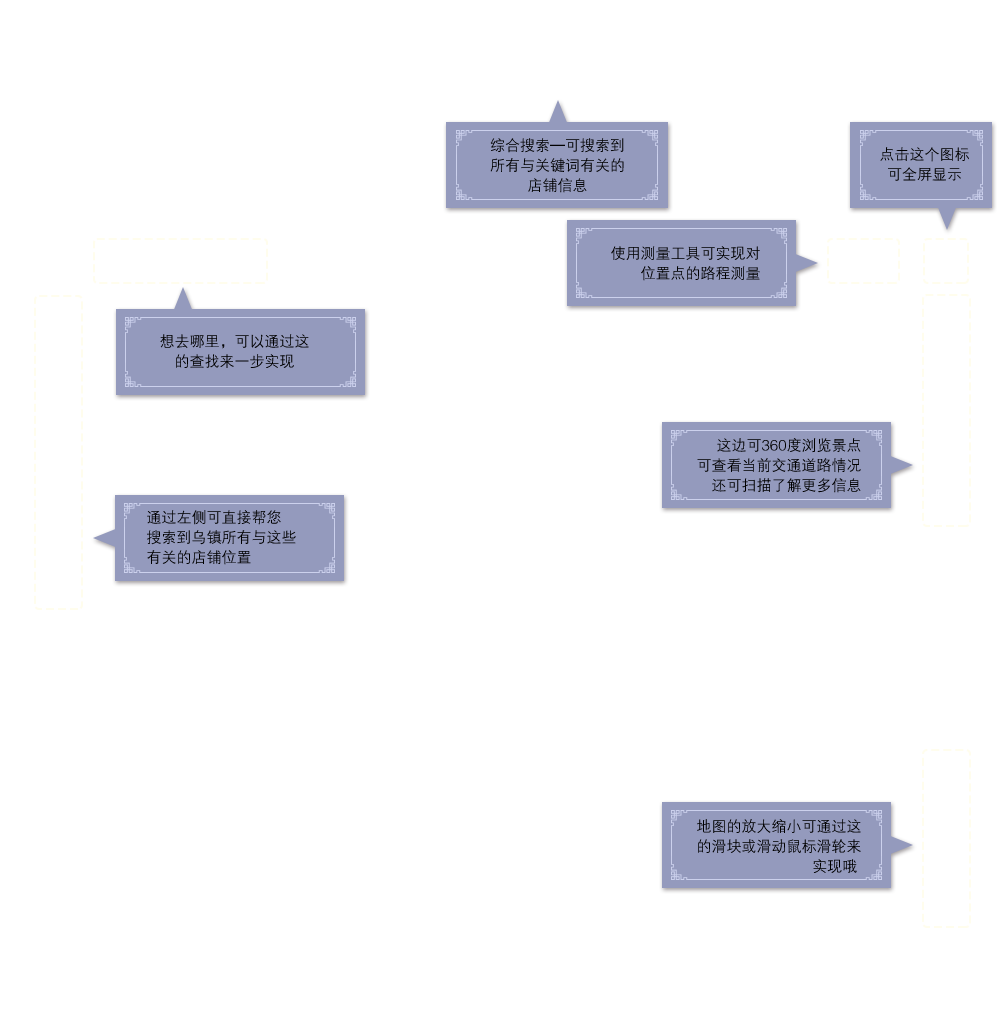 综合搜索—可搜索到
所有与关键词有关的
店铺信息
点击这个图标
可全屏显示
使用测量工具可实现对
位置点的路程测量
想去哪里，可以通过这
的查找来一步实现
这边可360度浏览景点
可查看当前交通道路情况
还可扫描了解更多信息
通过左侧可直接帮您
搜索到乌镇所有与这些
有关的店铺位置
地图的放大缩小可通过这
的滑块或滑动鼠标滑轮来
实现哦